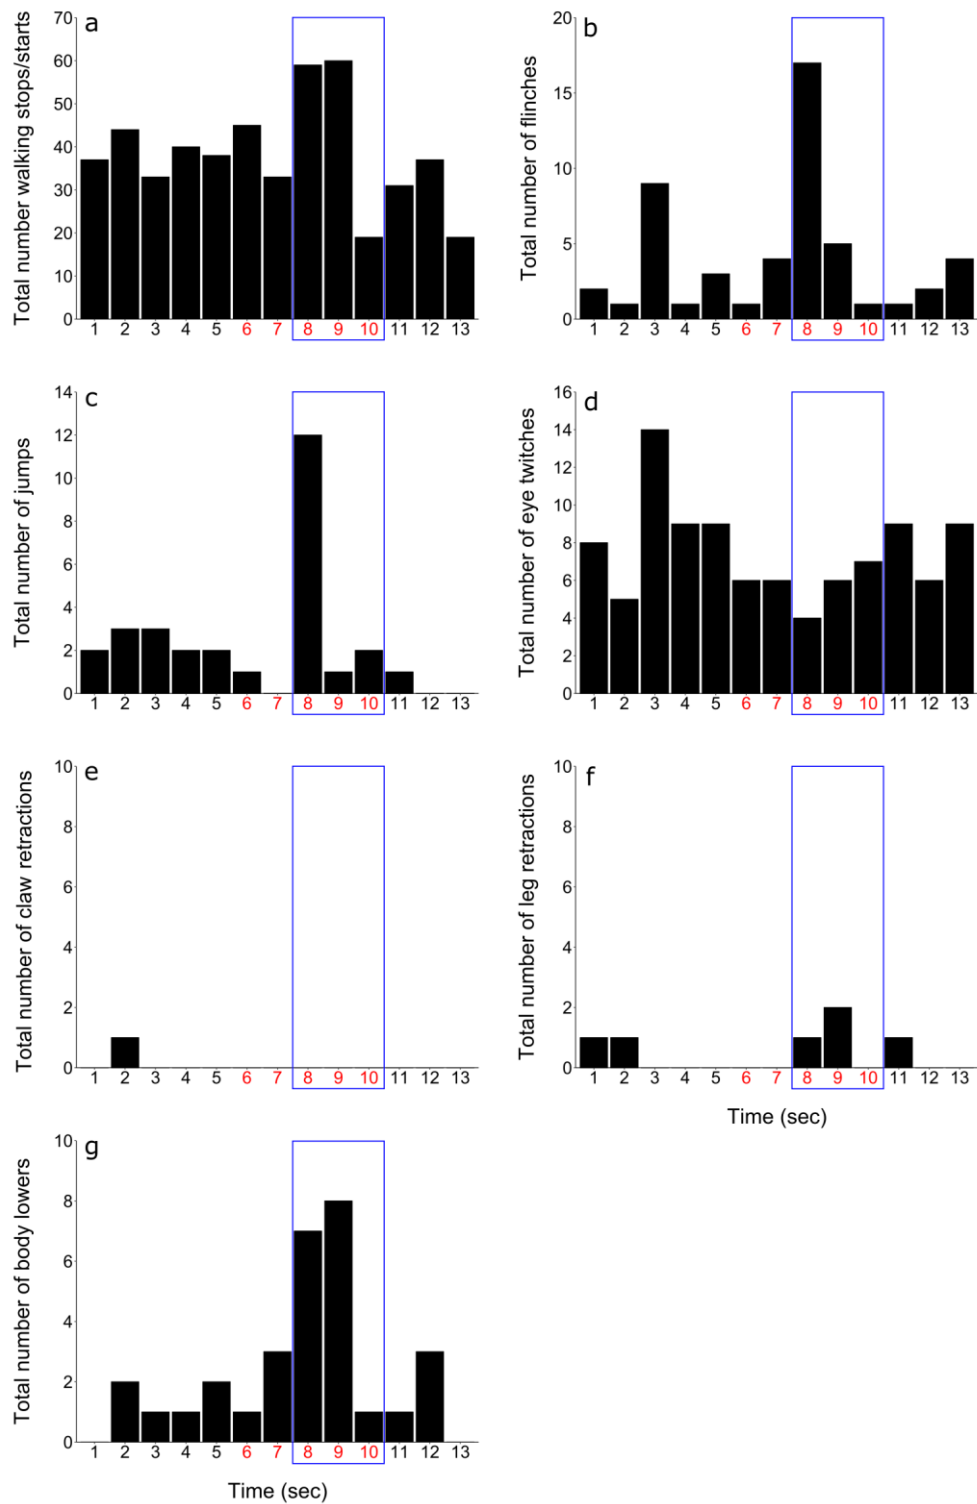 a
Total number walking stops/starts
70
60
50
40
30
20
10
0
1 2 3 4 5 6 7 8 9 10 11 12 13
b
Total number of flinches
20
15
10
5
0
1 2 3 4 5 6 7 8 9 10 11 12 13
c
Total number of jumps
14
12
10
8
6
4
2
0
1 2 3 4 5 6 7 8 9 10 11 12 13
d
Total number of eye twitches
16
14
12
10
8
6
4
2
0
1 2 3 4 5 6 7 8 9 10 11 12 13
e
Total number of claw retractions
10
8
6
4
2
0
1 2 3 4 5 6 7 8 9 10 11 12 13
f
Total number of leg retractions
10
8
6
4
2
0
1 2 3 4 5 6 7 8 9 10 11 12 13
Time (sec)
g
Total number of body lowers
10
8
6
4
2
0
1 2 3 4 5 6 7 8 9 10 11 12 13
Time (sec)